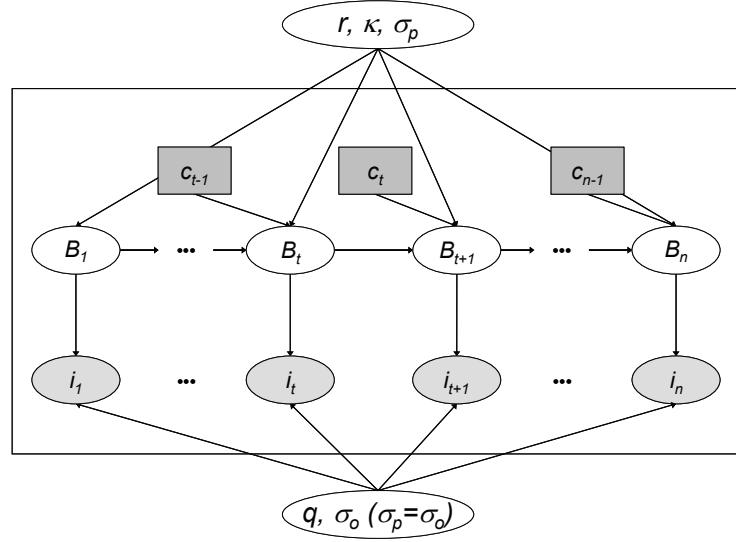 r, κ, σp
ct-1 ct cn-1
B1 ••• Bt Bt+1 ••• Bn
i1 ••• it it+1 ••• in
q, σo (σp=σo)